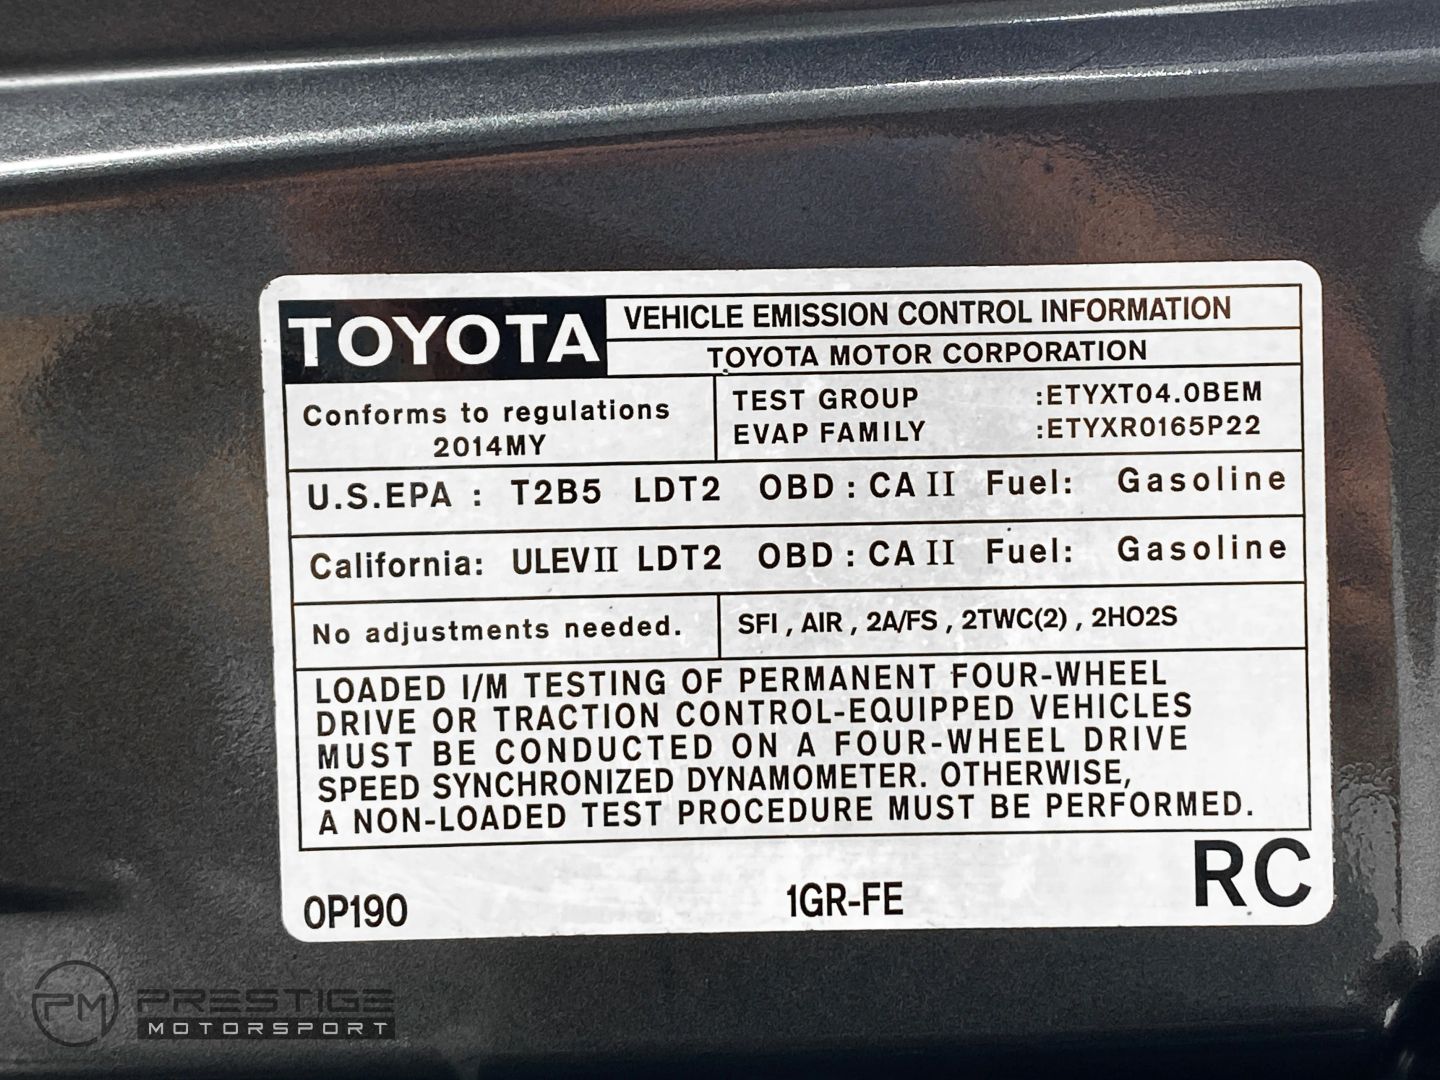 TOYOTA
VEHICLE EMISSION CONTROL INFORMATION
TOYOTA MOTOR CORPORATION
Conforms to regulations
2014MY
TEST GROUP :ETYXT04.0BEM
EVAP FAMILY :ETYXR0165P22
U.S.EPA : T2B5 LDT2 OBD : CA II Fuel: Gasoline
California: ULEV II LDT2 OBD : CA II Fuel: Gasoline
No adjustments needed.
SFI , AIR , 2A/FS , 2TWC(2) , 2HO2S
LOADED I/M TESTING OF PERMANENT FOUR-WHEEL
DRIVE OR TRACTION CONTROL-EQUIPPED VEHICLES
MUST BE CONDUCTED ON A FOUR-WHEEL DRIVE
SPEED SYNCHRONIZED DYNAMOMETER. OTHERWISE,
A NON-LOADED TEST PROCEDURE MUST BE PERFORMED.
0P190
1GR-FE
RC
PM
PRESTIGE
MOTORSPORT